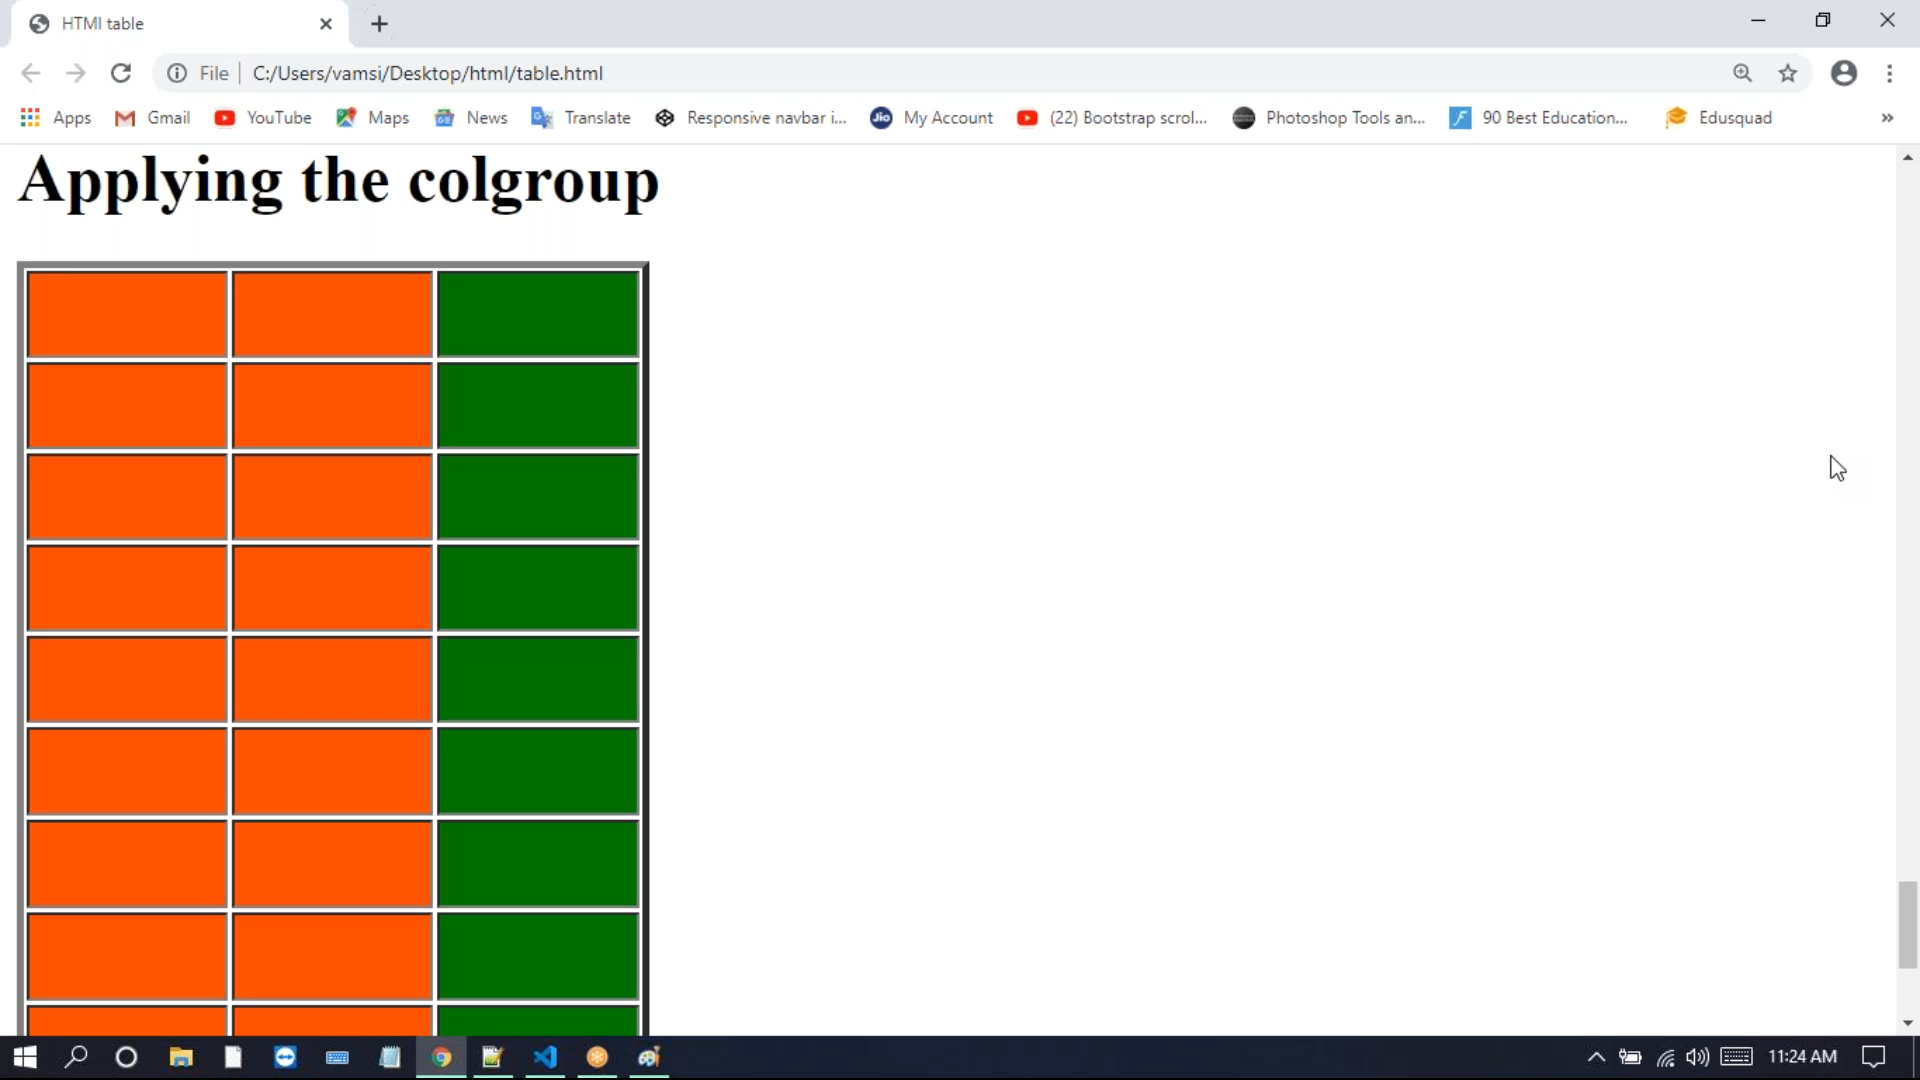 HTMl table
File C:/Users/vamsi/Desktop/html/table.html
Apps Gmail YouTube Maps News Translate Responsive navbar i... Jio My Account (22) Bootstrap scrol... Photoshop Tools an... 90 Best Education... Edusquad »
Applying the colgroup
11:24 AM